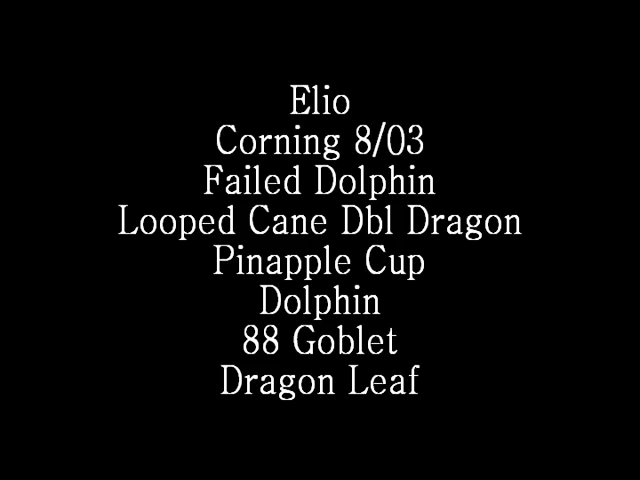 Elio
Corning 8/03
Failed Dolphin
Looped Cane Dbl Dragon
Pinapple Cup
Dolphin
88 Goblet
Dragon Leaf